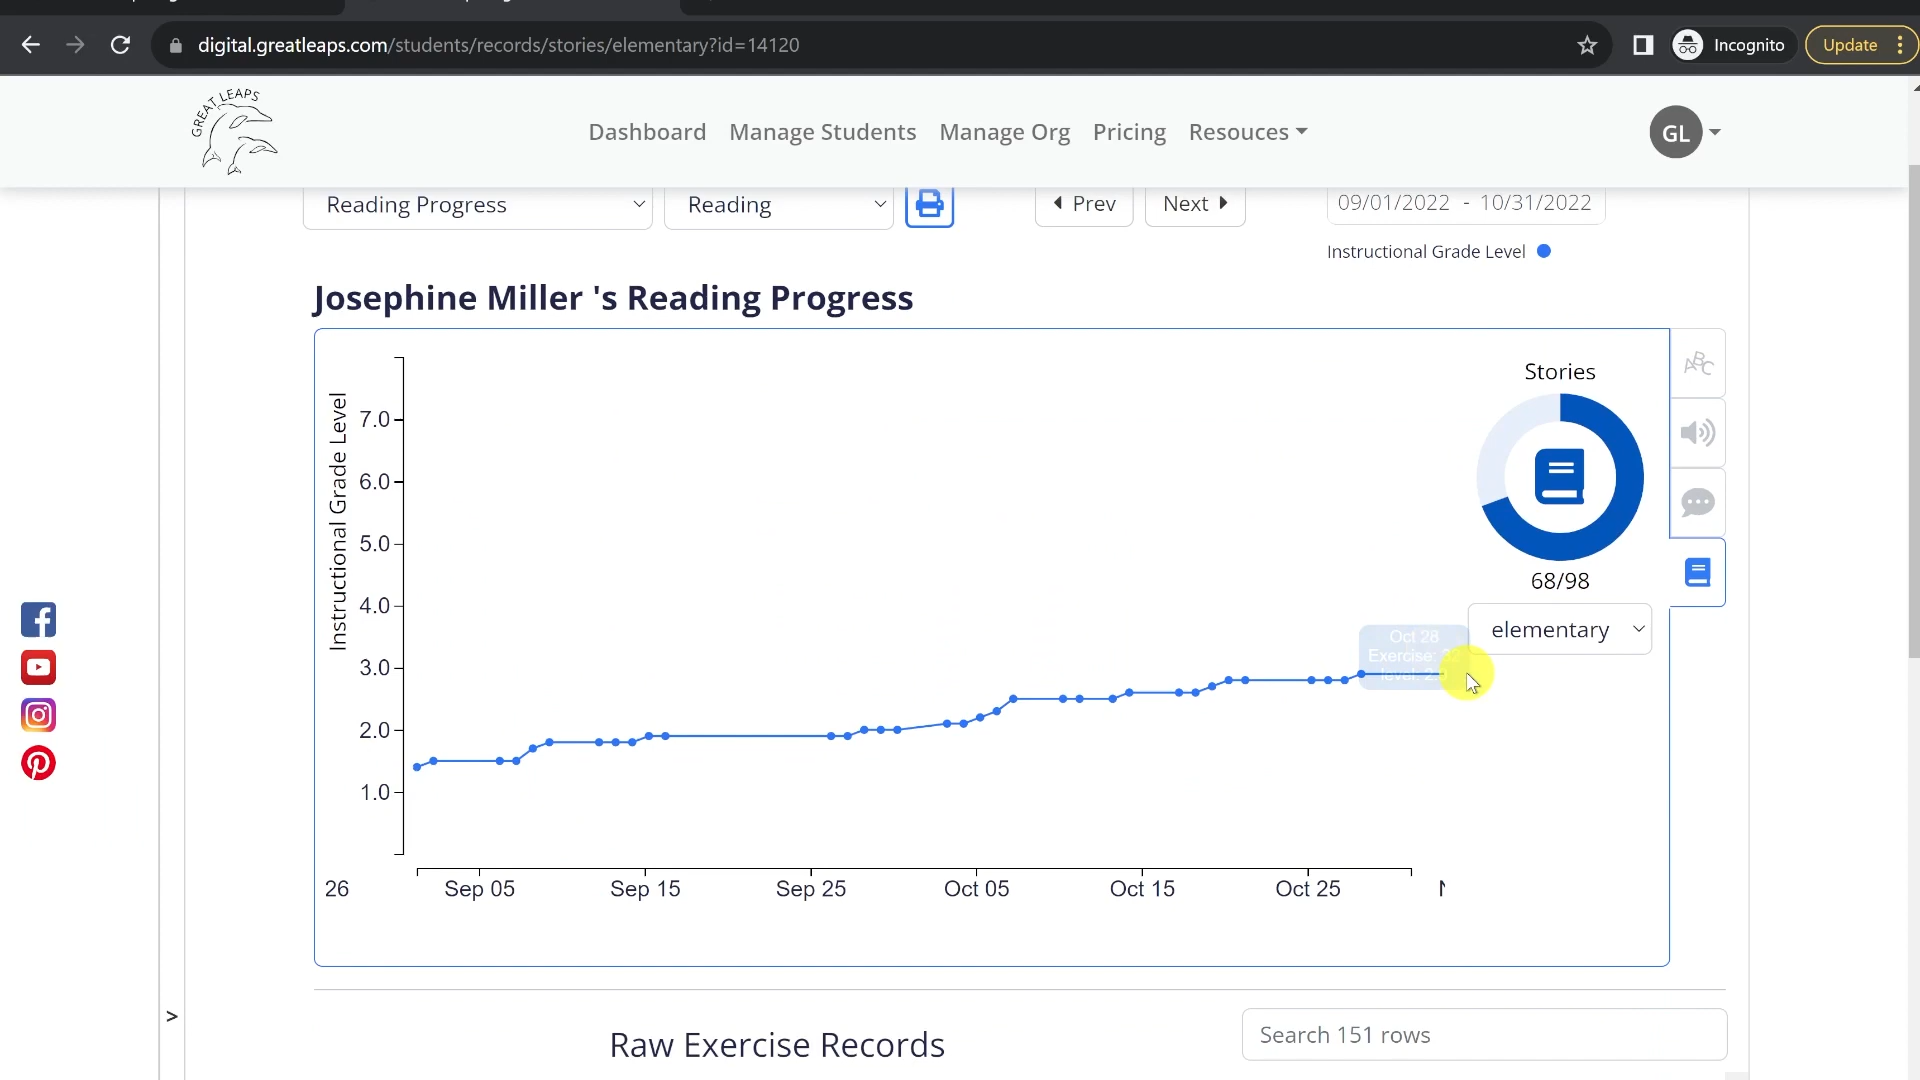 digital.greatleaps.com/students/records/stories/elementary?id=14120
Incognito
Update
GREAT LEAPS
Dashboard
Manage Students
Manage Org
Pricing
Resouces
GL
Reading Progress
Reading
Prev
Next
09/01/2022 - 10/31/2022
Instructional Grade Level
Josephine Miller 's Reading Progress
ABC
Stories
68/98
elementary
Instructional Grade Level
7.0
6.0
5.0
4.0
3.0
2.0
1.0
Oct 28
Exercise:
level:
26
Sep 05
Sep 15
Sep 25
Oct 05
Oct 15
Oct 25
>
Raw Exercise Records
Search 151 rows